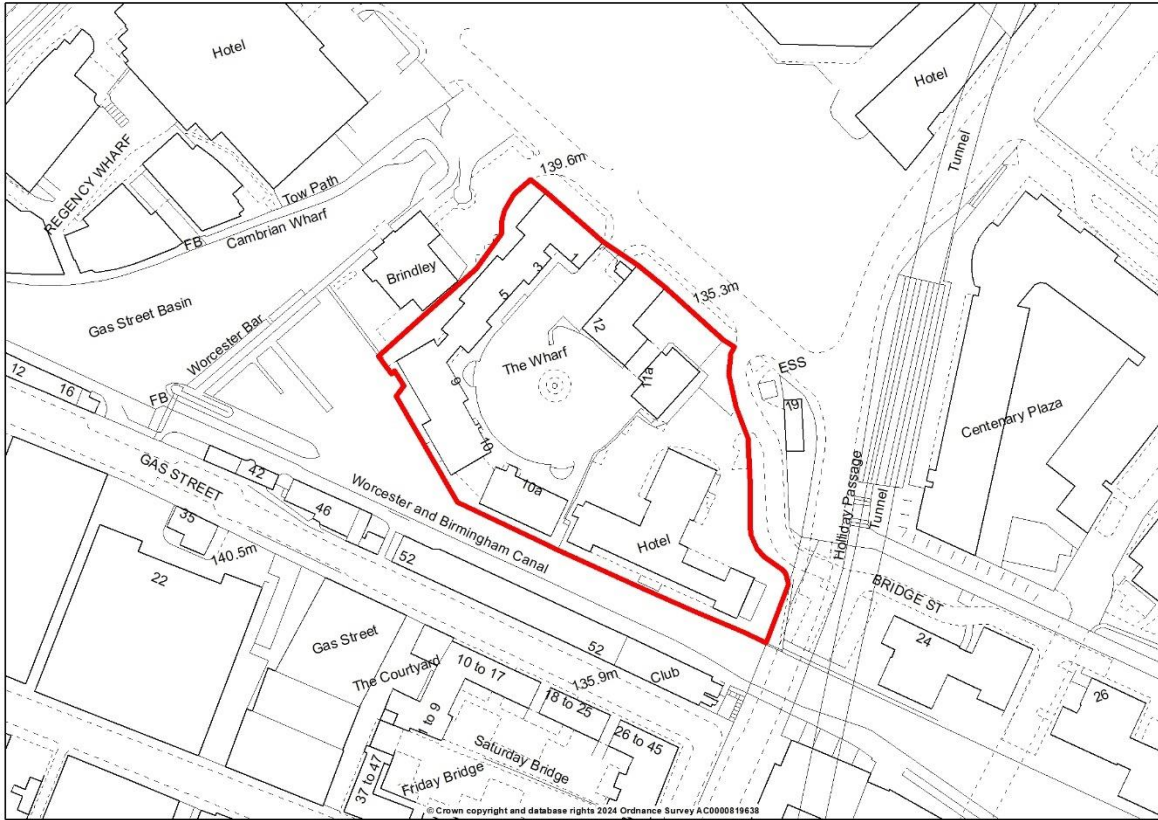 Hotel
Hotel
Tunnel
REGENCY WHARF
139.6m
Tow Path
FB
Cambrian Wharf
Brindley
1
3
5
135.3m
Gas Street Basin
12
The Wharf
Worcester Bar
ESS
11a
19
9
12
16
FB
Centenary Plaza
10
GAS STREET
42
10a
46
Worcester and Birmingham Canal
Holliday Passage
Tunnel
35
140.5m
Hotel
52
22
BRIDGE ST
24
Gas Street
52
Club
The Courtyard
10 to 17
135.9m
18 to 25
26
1 to 9
26 to 45
Saturday Bridge
Friday Bridge
37 to 47
© Crown copyright and database rights 2024 Ordnance Survey AC0000819638